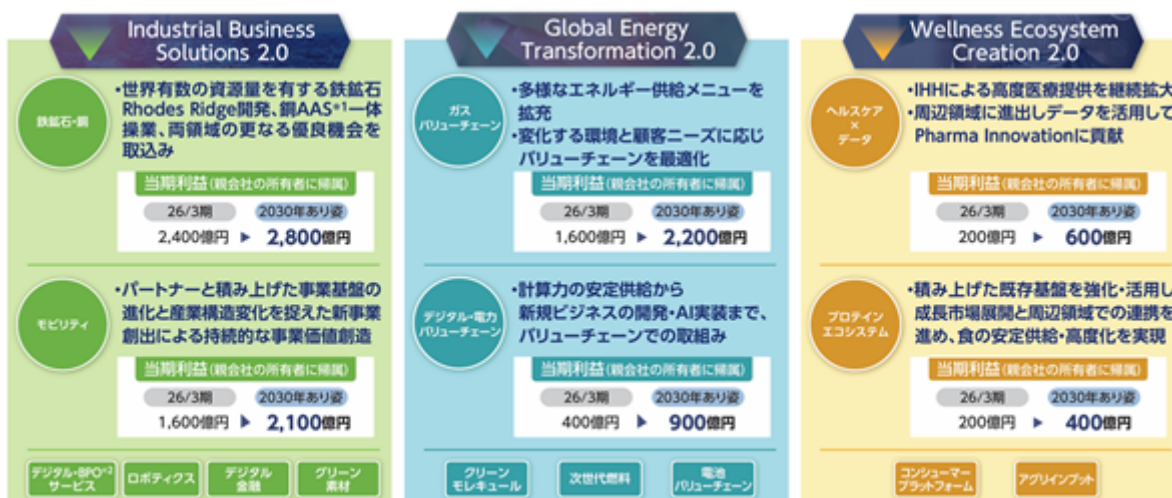 Industrial Business
Solutions 2.0
鉄鉱石・銅
・世界有数の資源量を有する鉄鉱石
Rhodes Ridge開発、銅AAS*1一体
操業、両領域の更なる優良機会を
取込み
当期利益(親会社の所有者に帰属)
26/3期 2030年あり姿
2,400億円 ▶ 2,800億円
モビリティ
・パートナーと積み上げた事業基盤の
進化と産業構造変化を捉えた新事業
創出による持続的な事業価値創造
当期利益(親会社の所有者に帰属)
26/3期 2030年あり姿
1,600億円 ▶ 2,100億円
デジタル・BPO*2
サービス
ロボティクス
デジタル
金融
グリーン
素材
Global Energy
Transformation 2.0
ガス
バリューチェーン
・多様なエネルギー供給メニューを
拡充
・変化する環境と顧客ニーズに応じ
バリューチェーンを最適化
当期利益(親会社の所有者に帰属)
26/3期 2030年あり姿
1,600億円 ▶ 2,200億円
デジタル・電力
バリューチェーン
・計算力の安定供給から
新規ビジネスの開発・AI実装まで、
バリューチェーンでの取組み
当期利益(親会社の所有者に帰属)
26/3期 2030年あり姿
400億円 ▶ 900億円
クリーン
モレキュール
次世代燃料
電池
バリューチェーン
Wellness Ecosystem
Creation 2.0
ヘルスケア
×
データ
・IHHによる高度医療提供を継続拡大
・周辺領域に進出しデータを活用して
Pharma Innovationに貢献
当期利益(親会社の所有者に帰属)
26/3期 2030年あり姿
200億円 ▶ 600億円
プロテイン
エコシステム
・積み上げた既存基盤を強化・活用し
成長市場展開と周辺領域での連携を
進め、食の安定供給・高度化を実現
当期利益(親会社の所有者に帰属)
26/3期 2030年あり姿
200億円 ▶ 400億円
コンシューマー
プラットフォーム
アグリインプット